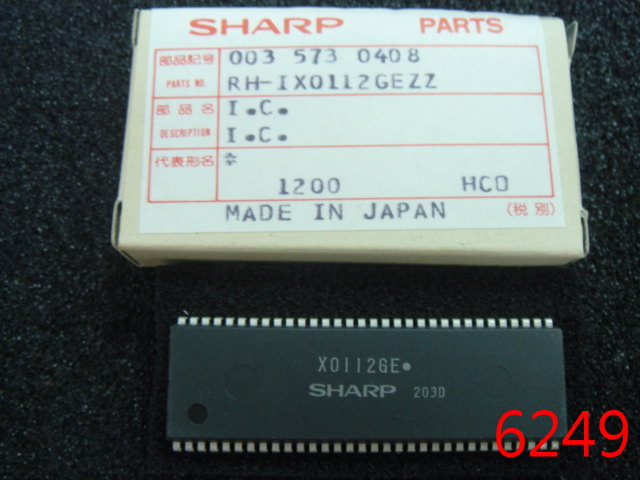 SHARP PARTS
部品記号 003 573 0408
PARTS NO. RH-IX0112GEZZ
部品名 I.C.
DESCRIPTION I.C.
代表形名 *
1200 HCD
MADE IN JAPAN (税別)
X0112GE
SHARP 203D
6249